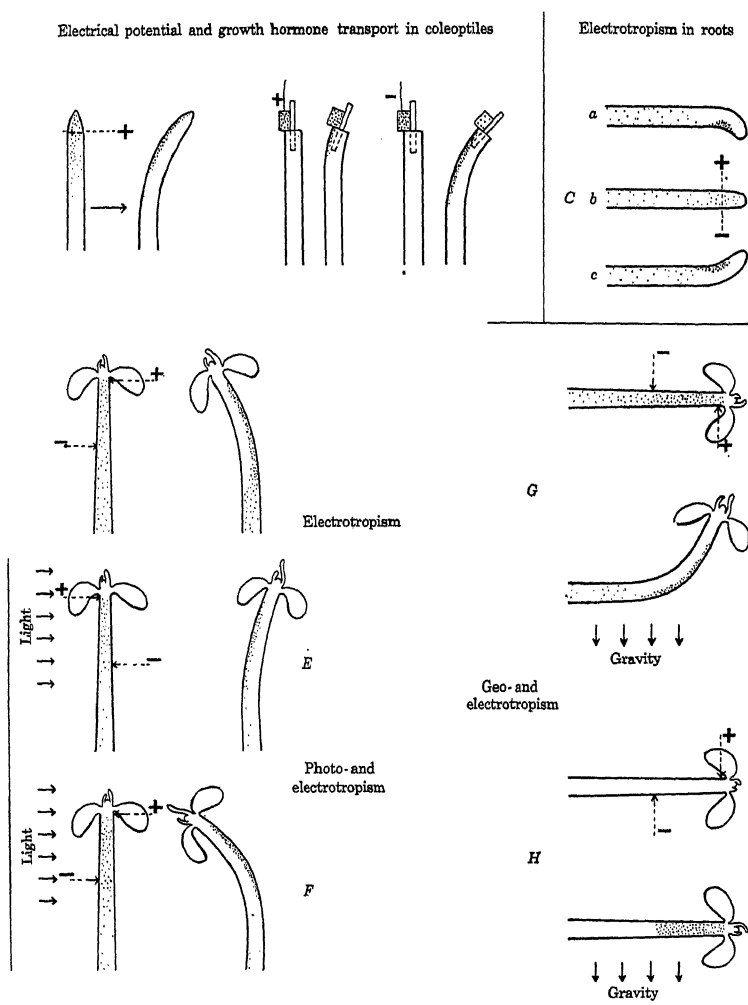 Electrical potential and growth hormone transport in coleoptiles
+
+
-
Electrotropism in roots
a
+
C b
-
c
+
-
Electrotropism
-
+
G
Gravity
Light
+
-
E
Geo- and
electrotropism
Photo- and
electrotropism
Light
+
-
F
+
-
H
Gravity